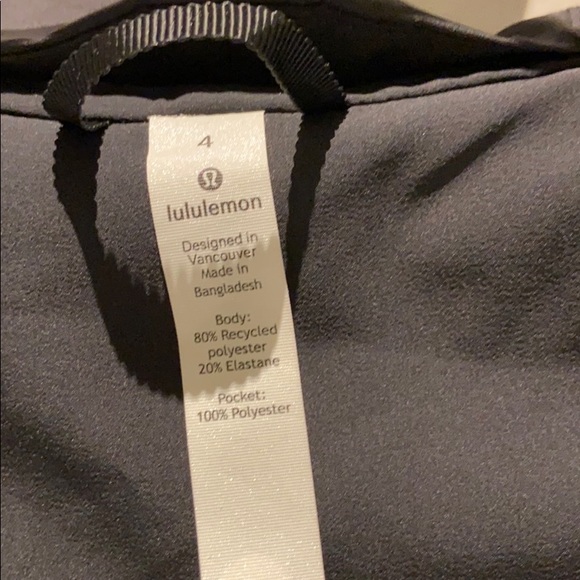 4
lululemon
Designed in
Vancouver
Made in
Bangladesh
Body:
80% Recycled
polyester
20% Elastane
Pocket:
100% Polyester